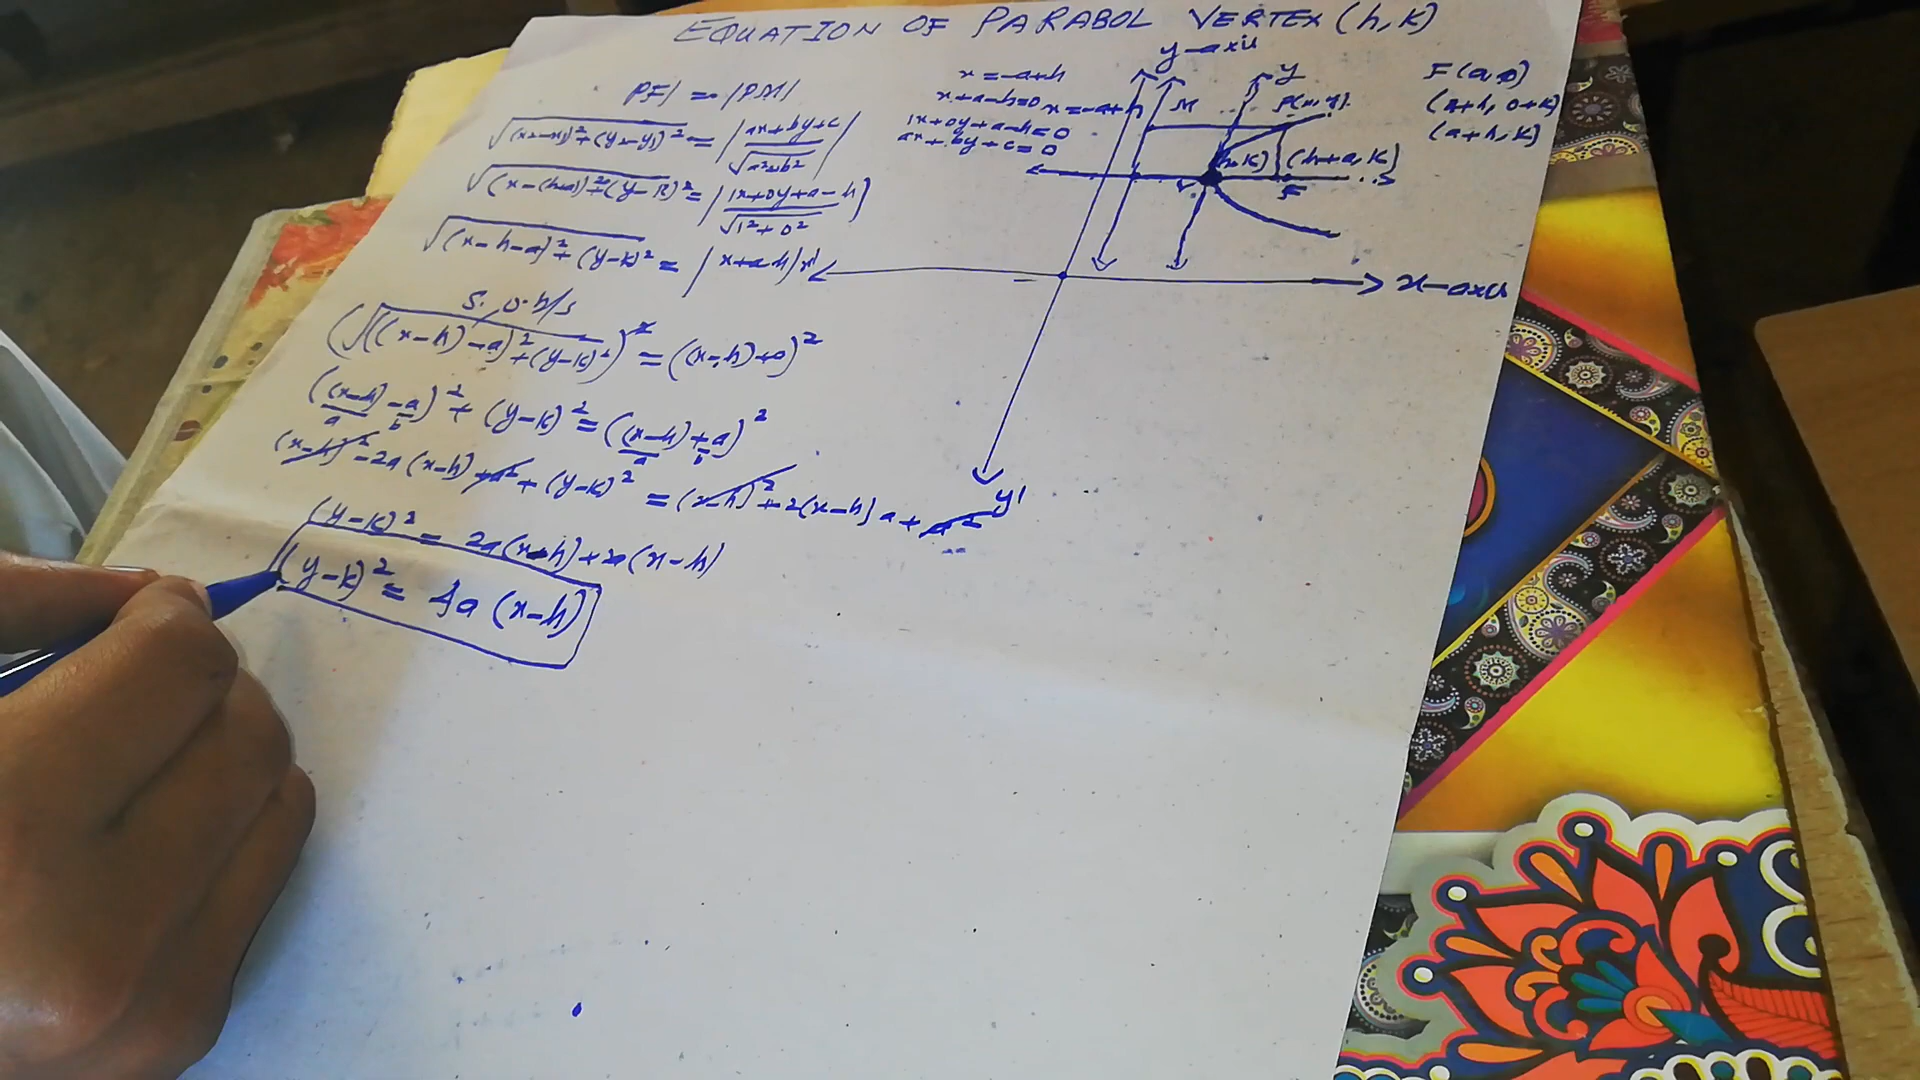 EQUATION OF PARABOL VERTEX (h, k)
PF| = |PM|
√(x2-x1)²+(y2-y1)² = |ax+by+c / √a²+b²|
√(x-(h+a))²+(y-k)² = |1x+0y+a-h / √1²+0²|
√(x-h-a)²+(y-k)² = |x+a-h|
S. O. b/s
(√((x-h)-a)²+(y-k)²)² = ((x-h)+a)²
((x-h)/a - a/b)² + (y-k)² = ((x-h)/a + a/b)²
(x-h)² -2a(x-h)+a²+(y-k)² = (x-h)²+2(x-h)a+a²
(y-k)² = 2a(x-h)+2a(x-h)
(y-k)² = 4a(x-h)
x = -a+h
x+a-h=0
1x+0y+a-h=0
ax+by+c=0
x=-a+h
y-axis
M
y
P(x,y).
(h,k)
(h+a, k)
V
F
x'
x-axis
y'
F(a,0)
(a+h, 0+k)
(a+h, k)